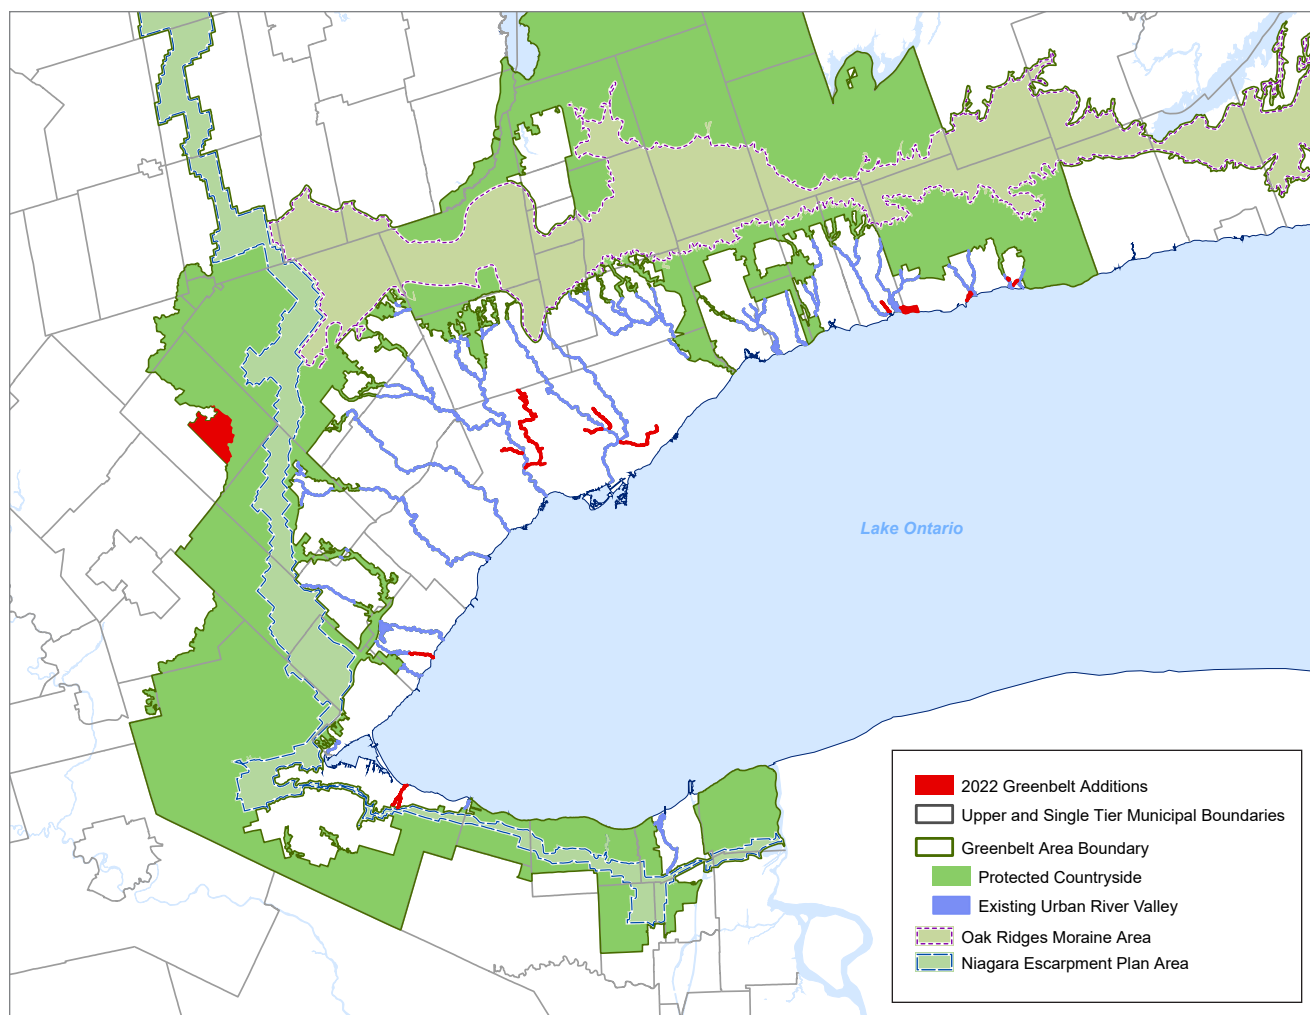 Lake Ontario
2022 Greenbelt Additions
Upper and Single Tier Municipal Boundaries
Greenbelt Area Boundary
Protected Countryside
Existing Urban River Valley
Oak Ridges Moraine Area
Niagara Escarpment Plan Area